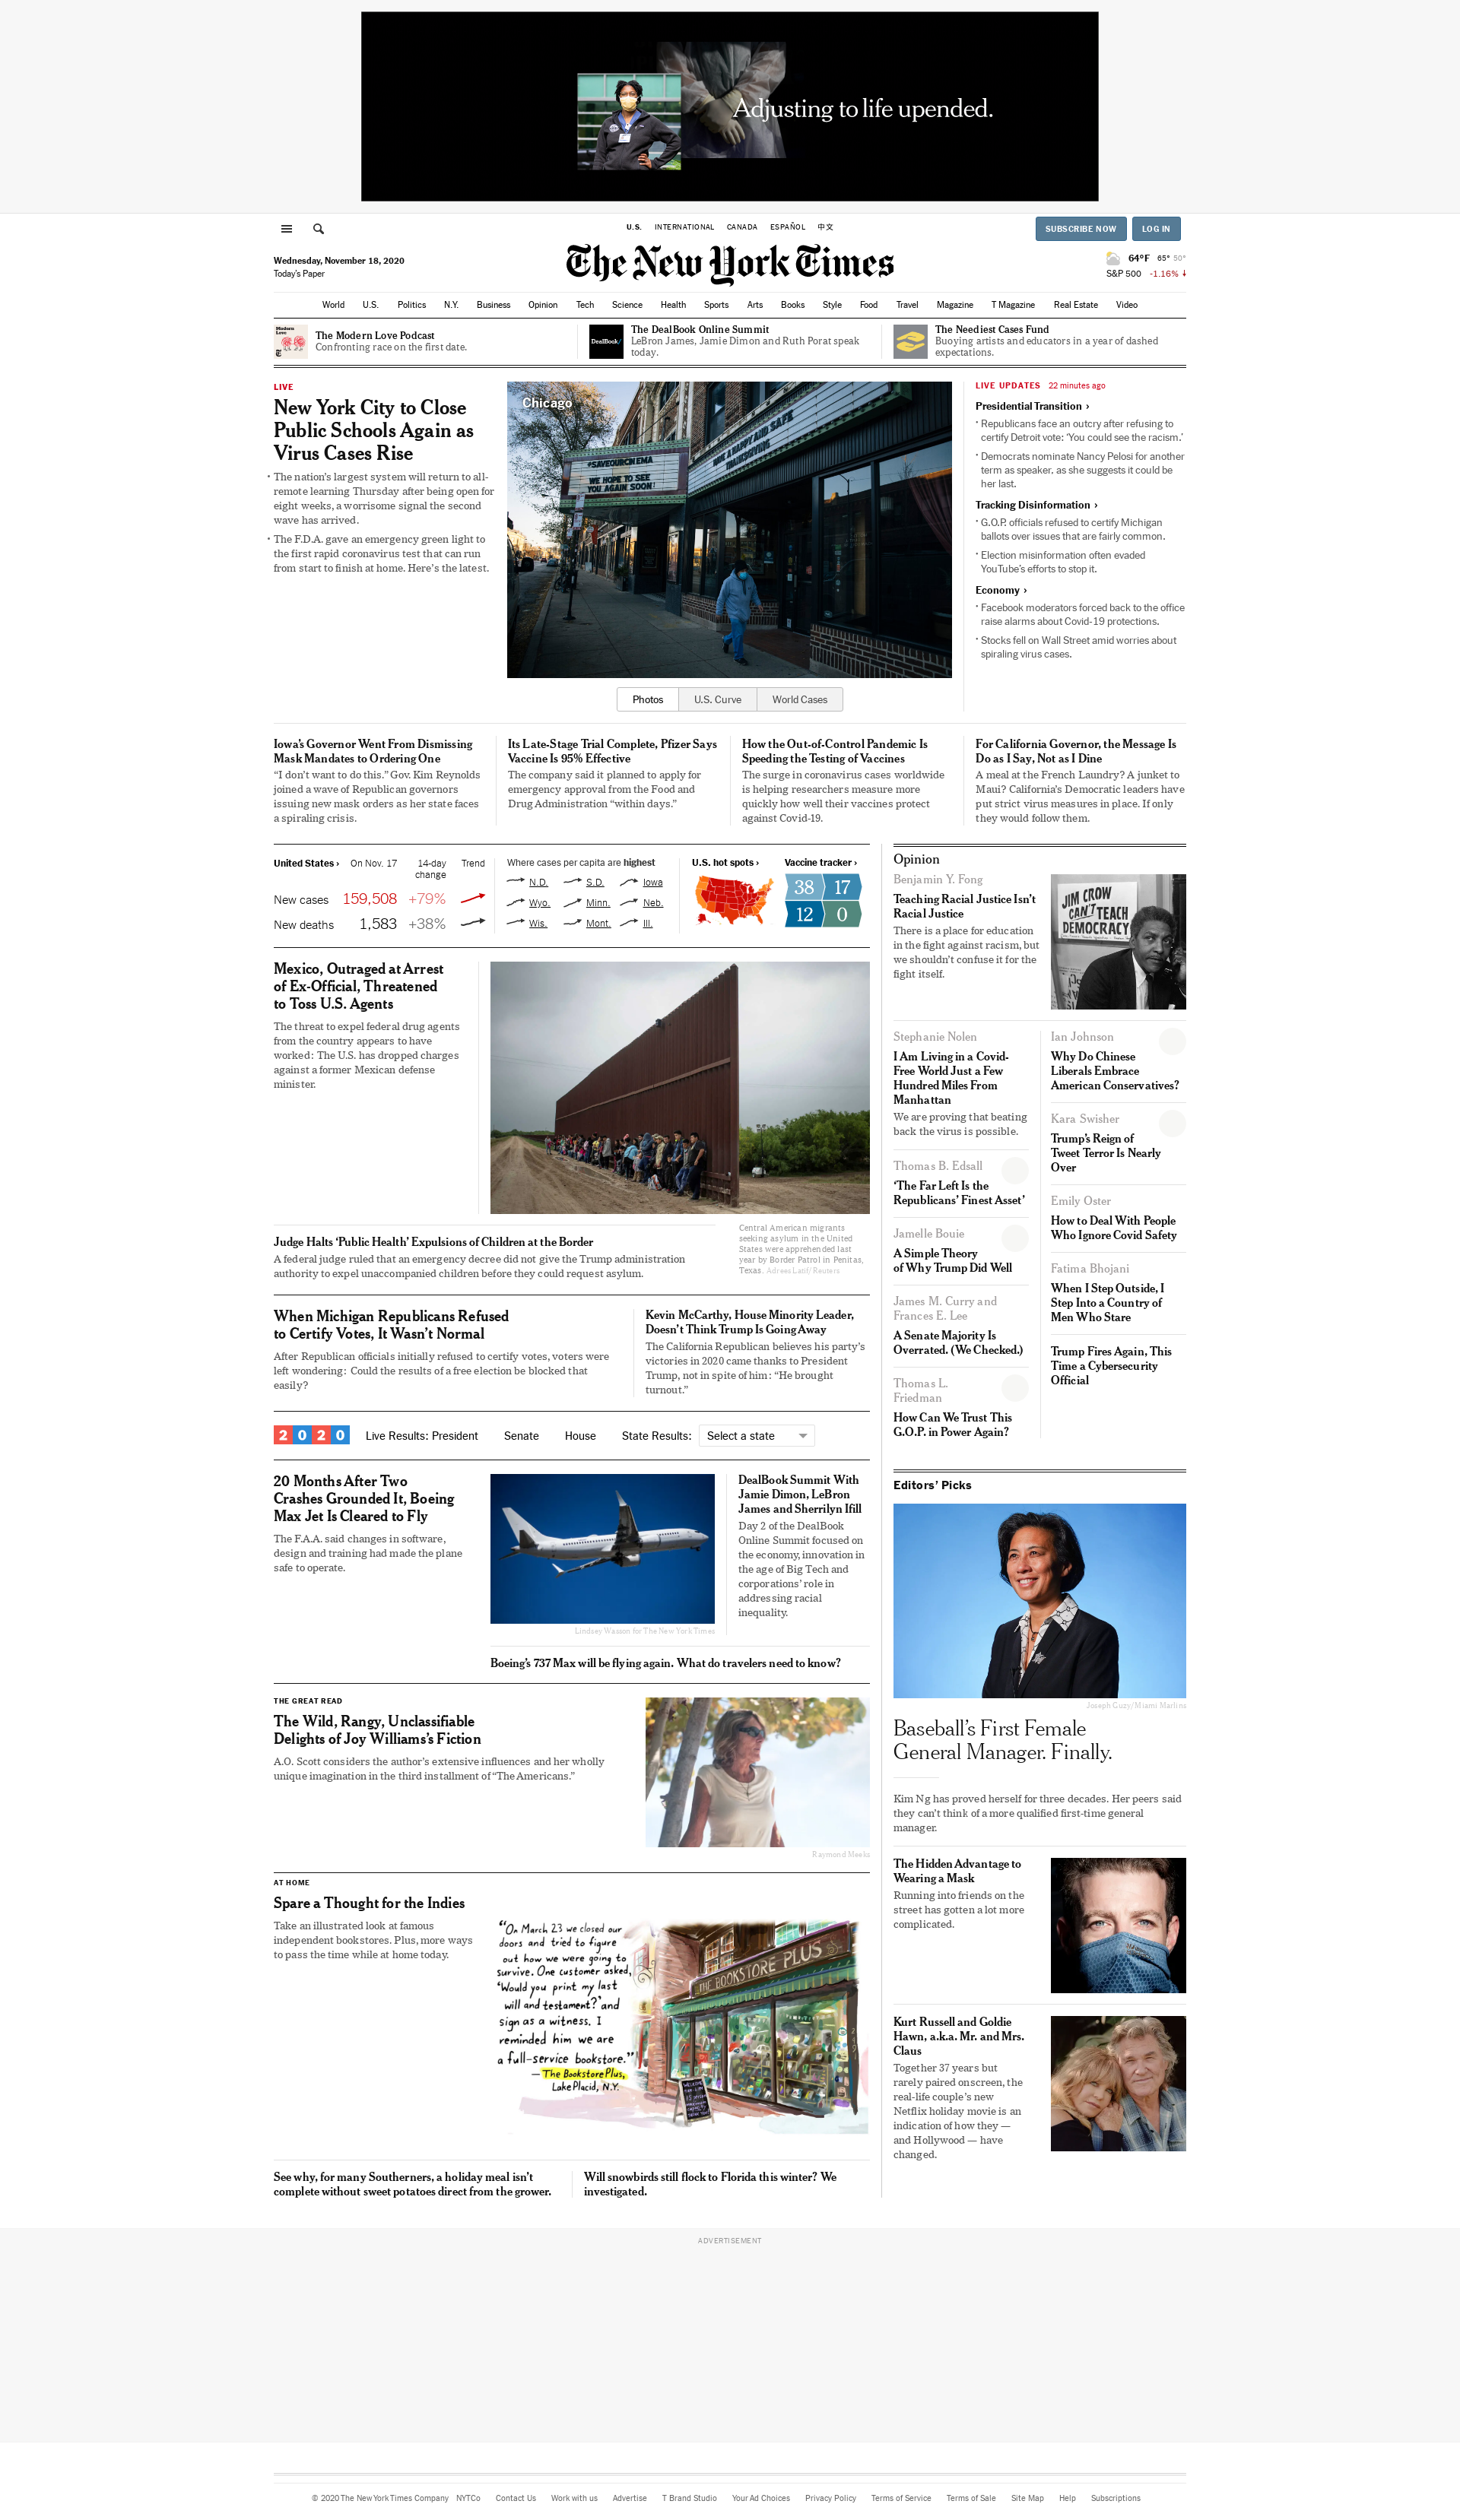 Adjusting to life upended.
U.S. INTERNATIONAL CANADA ESPAÑOL 中文
SUBSCRIBE NOW LOG IN
Wednesday, November 18, 2020
Today's Paper
The New York Times
64°F 65° 50°
S&P 500 -1.16%
World U.S. Politics N.Y. Business Opinion Tech Science Health Sports Arts Books Style Food Travel Magazine T Magazine Real Estate Video
Modern
Love
The Modern Love Podcast
Confronting race on the first date.
DealBook/
The DealBook Online Summit
LeBron James, Jamie Dimon and Ruth Porat speak
today.
The Neediest Cases Fund
Buoying artists and educators in a year of dashed
expectations.
LIVE
New York City to Close
Public Schools Again as
Virus Cases Rise
The nation's largest system will return to all-
remote learning Thursday after being open for
eight weeks, a worrisome signal the second
wave has arrived.
The F.D.A. gave an emergency green light to
the first rapid coronavirus test that can run
from start to finish at home. Here's the latest.
Chicago
#SAVEOURCINEMA
WE HOPE TO SEE
YOU AGAIN SOON!
Photos U.S. Curve World Cases
LIVE UPDATES 22 minutes ago
Presidential Transition ›
Republicans face an outcry after refusing to
certify Detroit vote: ‘You could see the racism.’
Democrats nominate Nancy Pelosi for another
term as speaker, as she suggests it could be
her last.
Tracking Disinformation ›
G.O.P. officials refused to certify Michigan
ballots over issues that are fairly common.
Election misinformation often evaded
YouTube's efforts to stop it.
Economy ›
Facebook moderators forced back to the office
raise alarms about Covid-19 protections.
Stocks fell on Wall Street amid worries about
spiraling virus cases.
Iowa's Governor Went From Dismissing
Mask Mandates to Ordering One
“I don't want to do this.” Gov. Kim Reynolds
joined a wave of Republican governors
issuing new mask orders as her state faces
a spiraling crisis.
Its Late-Stage Trial Complete, Pfizer Says
Vaccine Is 95% Effective
The company said it planned to apply for
emergency approval from the Food and
Drug Administration “within days.”
How the Out-of-Control Pandemic Is
Speeding the Testing of Vaccines
The surge in coronavirus cases worldwide
is helping researchers measure more
quickly how well their vaccines protect
against Covid-19.
For California Governor, the Message Is
Do as I Say, Not as I Dine
A meal at the French Laundry? A junket to
Maui? California's Democratic leaders have
put strict virus measures in place. If only
they would follow them.
United States › On Nov. 17 14-day change Trend
New cases 159,508 +79%
New deaths 1,583 +38%
Where cases per capita are highest
N.D. S.D. Iowa
Wyo. Minn. Neb.
Wis. Mont. Ill.
U.S. hot spots › Vaccine tracker ›
38 17
12 0
Mexico, Outraged at Arrest
of Ex-Official, Threatened
to Toss U.S. Agents
The threat to expel federal drug agents
from the country appears to have
worked: The U.S. has dropped charges
against a former Mexican defense
minister.
Judge Halts ‘Public Health’ Expulsions of Children at the Border
A federal judge ruled that an emergency decree did not give the Trump administration
authority to expel unaccompanied children before they could request asylum.
Central American migrants
seeking asylum in the United
States were apprehended last
year by Border Patrol in Penitas,
Texas. Adrees Latif/Reuters
When Michigan Republicans Refused
to Certify Votes, It Wasn't Normal
After Republican officials initially refused to certify votes, voters were
left wondering: Could the results of a free election be blocked that
easily?
Kevin McCarthy, House Minority Leader,
Doesn't Think Trump Is Going Away
The California Republican believes his party's
victories in 2020 came thanks to President
Trump, not in spite of him: “He brought
turnout.”
2020 Live Results: President Senate House State Results: Select a state
20 Months After Two
Crashes Grounded It, Boeing
Max Jet Is Cleared to Fly
The F.A.A. said changes in software,
design and training had made the plane
safe to operate.
Lindsey Wasson for The New York Times
DealBook Summit With
Jamie Dimon, LeBron
James and Sherrilyn Ifill
Day 2 of the DealBook
Online Summit focused on
the economy, innovation in
the age of Big Tech and
corporations' role in
addressing racial
inequality.
Boeing's 737 Max will be flying again. What do travelers need to know?
THE GREAT READ
The Wild, Rangy, Unclassifiable
Delights of Joy Williams's Fiction
A.O. Scott considers the author's extensive influences and her wholly
unique imagination in the third installment of “The Americans.”
Raymond Meeks
AT HOME
Spare a Thought for the Indies
Take an illustrated look at famous
independent bookstores. Plus, more ways
to pass the time while at home today.
“On March 23 we closed our
doors and tried to figure
out how we were going to
survive. One customer asked,
‘Would you print my last
will and testament?’ and
sign as a witness. I
reminded him we are
a full-service bookstore.”
— The Bookstore Plus,
Lake Placid, N.Y.
THE BOOKSTORE PLUS
See why, for many Southerners, a holiday meal isn't
complete without sweet potatoes direct from the grower.
Will snowbirds still flock to Florida this winter? We
investigated.
Opinion
Benjamin Y. Fong
Teaching Racial Justice Isn't
Racial Justice
There is a place for education
in the fight against racism, but
we shouldn't confuse it for the
fight itself.
JIM CROW
CAN'T TEACH
DEMOCRACY
Stephanie Nolen
I Am Living in a Covid-
Free World Just a Few
Hundred Miles From
Manhattan
We are proving that beating
back the virus is possible.
Thomas B. Edsall
‘The Far Left Is the
Republicans’ Finest Asset’
Jamelle Bouie
A Simple Theory
of Why Trump Did Well
James M. Curry and
Frances E. Lee
A Senate Majority Is
Overrated. (We Checked.)
Thomas L.
Friedman
How Can We Trust This
G.O.P. in Power Again?
Ian Johnson
Why Do Chinese
Liberals Embrace
American Conservatives?
Kara Swisher
Trump's Reign of
Tweet Terror Is Nearly
Over
Emily Oster
How to Deal With People
Who Ignore Covid Safety
Fatima Bhojani
When I Step Outside, I
Step Into a Country of
Men Who Stare
Trump Fires Again, This
Time a Cybersecurity
Official
Editors' Picks
Joseph Guzy/Miami Marlins
Baseball's First Female
General Manager. Finally.
Kim Ng has proved herself for three decades. Her peers said
they can't think of a more qualified first-time general
manager.
The Hidden Advantage to
Wearing a Mask
Running into friends on the
street has gotten a lot more
complicated.
Kurt Russell and Goldie
Hawn, a.k.a. Mr. and Mrs.
Claus
Together 37 years but
rarely paired onscreen, the
real-life couple's new
Netflix holiday movie is an
indication of how they —
and Hollywood — have
changed.
ADVERTISEMENT
© 2020 The New York Times Company NYTCo Contact Us Work with us Advertise T Brand Studio Your Ad Choices Privacy Policy Terms of Service Terms of Sale Site Map Help Subscriptions